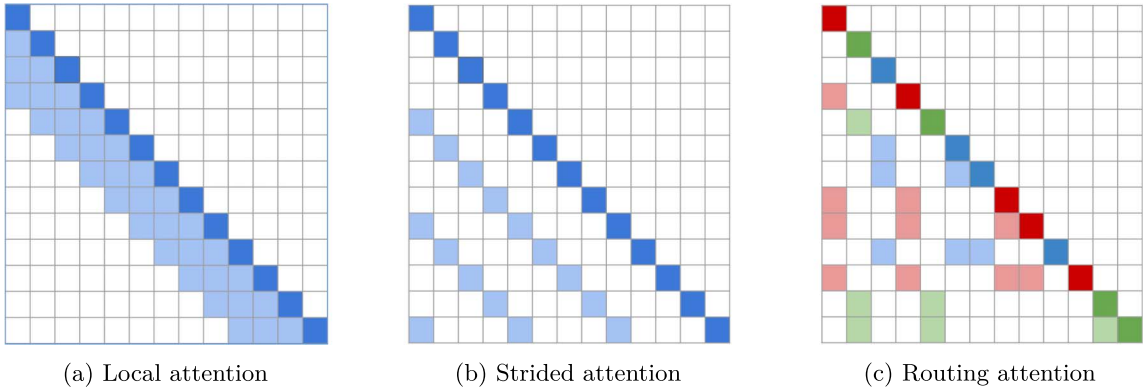 (a) Local attention
(b) Strided attention
(c) Routing attention